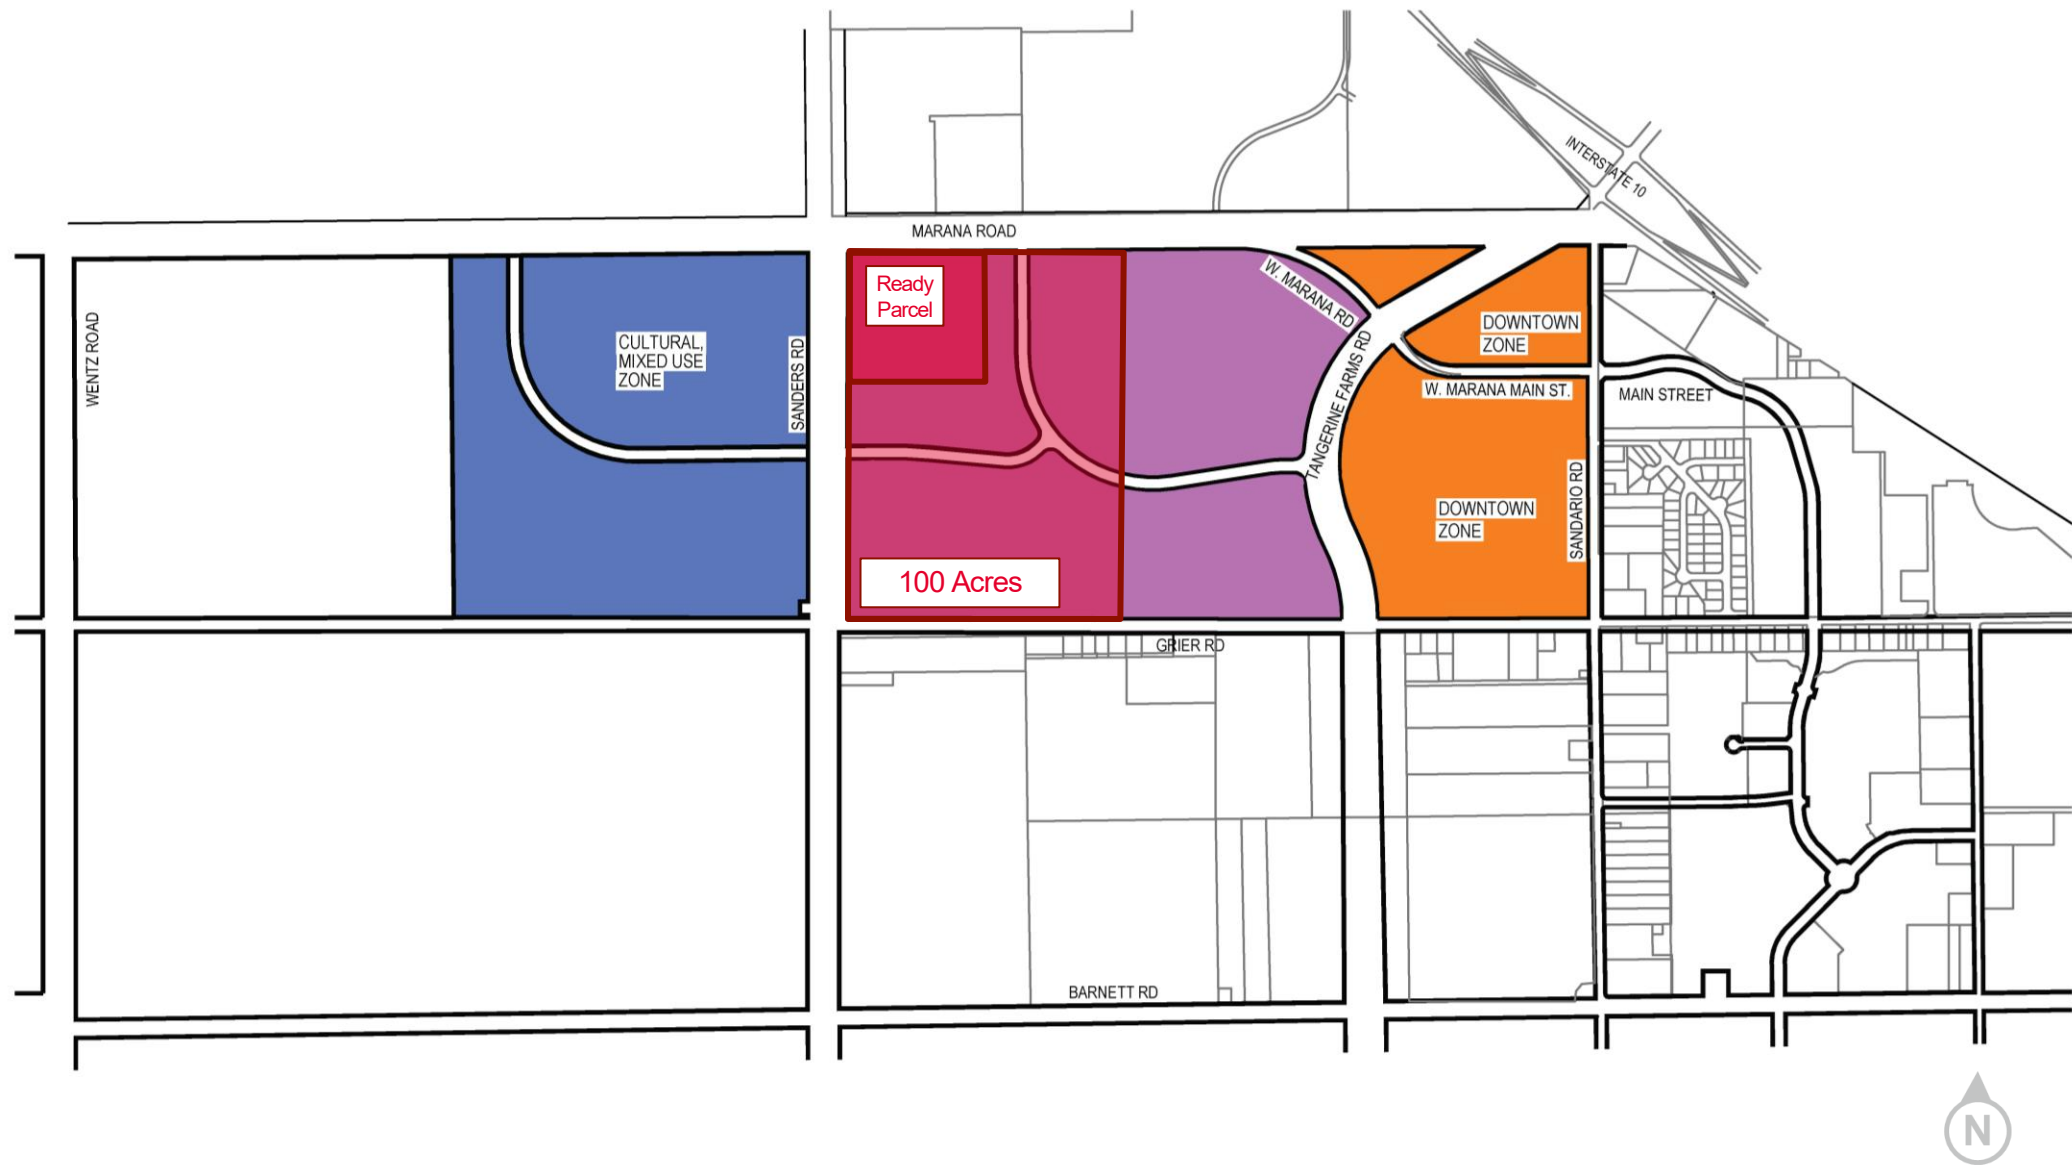 INTERSTATE 10
MARANA ROAD
W. MARANA RD
Ready
Parcel
WENTZ ROAD
CULTURAL,
MIXED USE
ZONE
SANDERS RD
TANGERINE FARMS RD
DOWNTOWN
ZONE
W. MARANA MAIN ST.
MAIN STREET
SANDARIO RD
DOWNTOWN
ZONE
100 Acres
GRIER RD
BARNETT RD
N